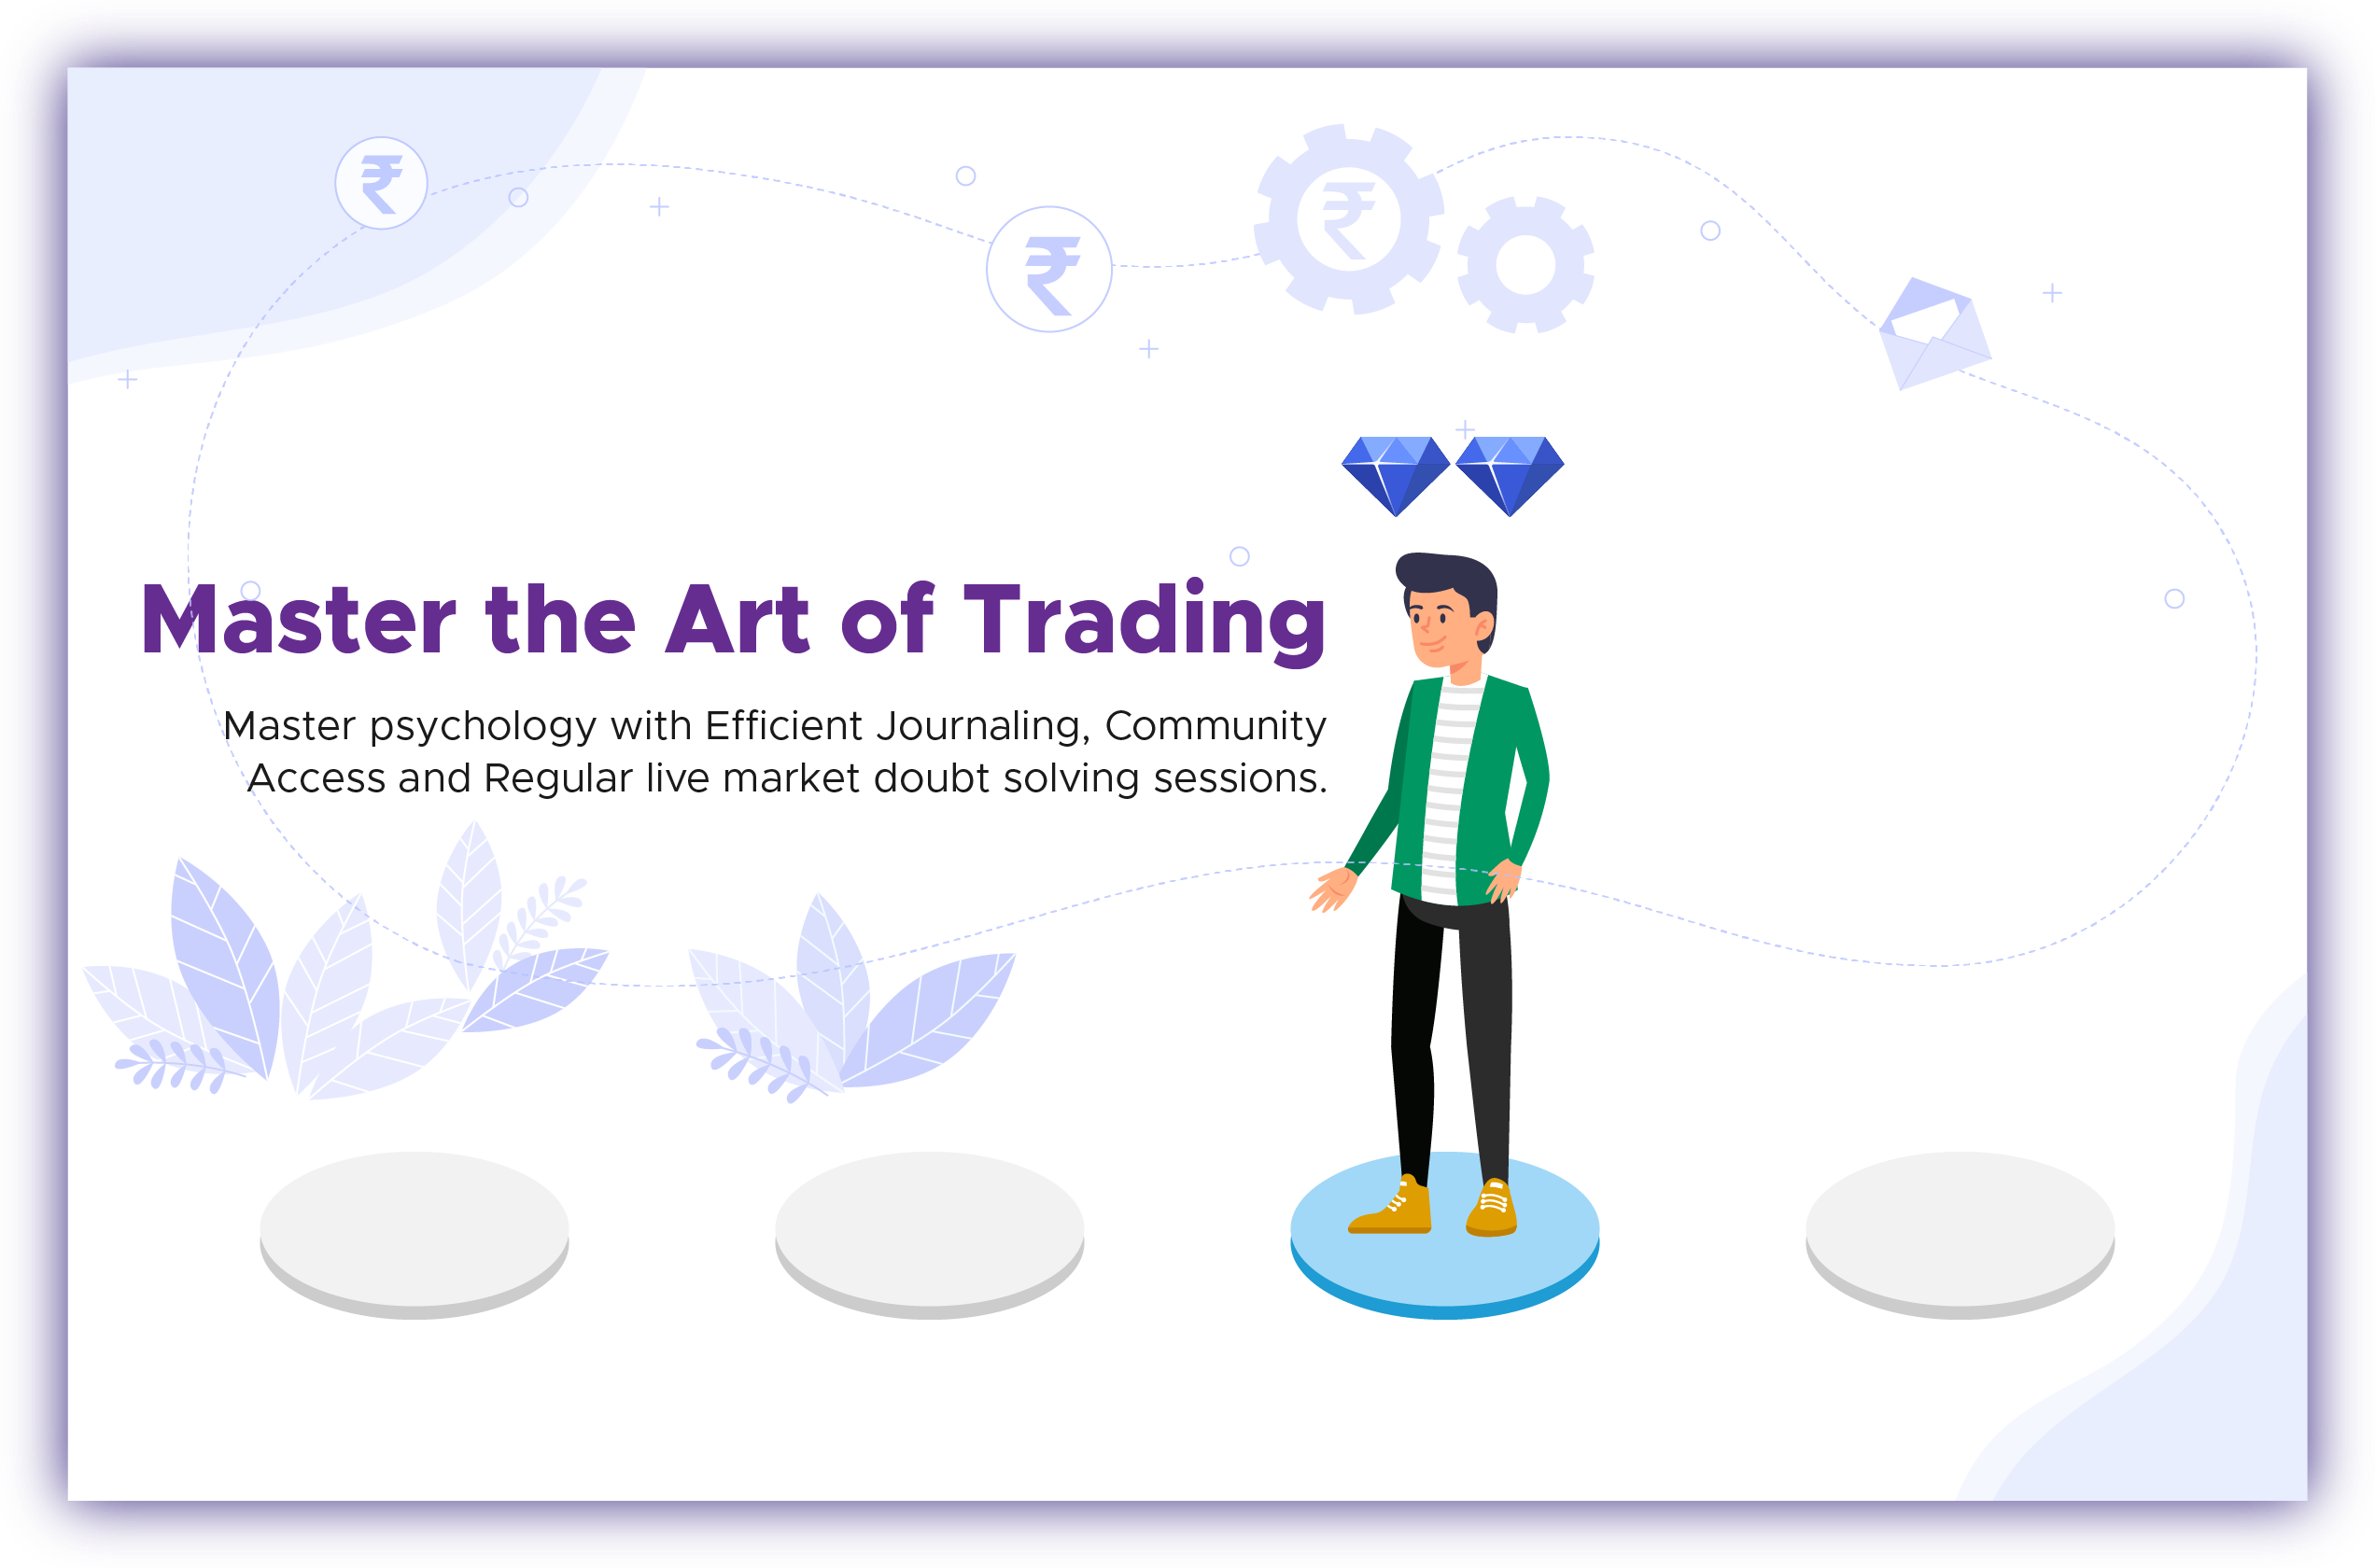 ₹
₹
₹
Master the Art of Trading
Master psychology with Efficient Journaling, Community
Access and Regular live market doubt solving sessions.